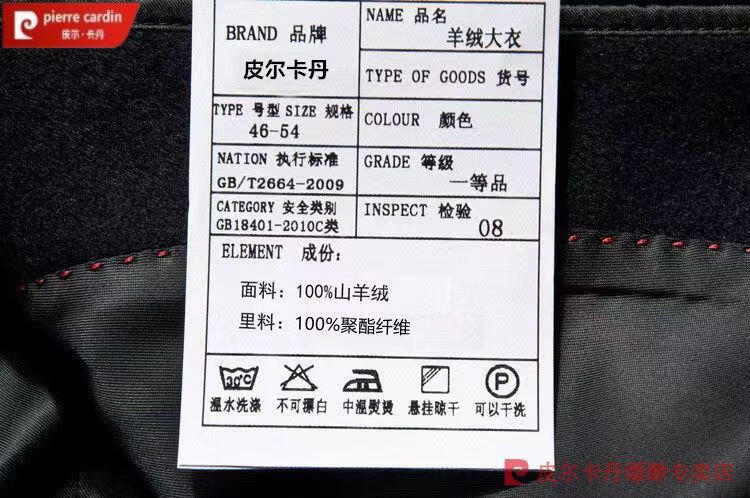 pierre cardin
皮尔·卡丹
BRAND 品牌
皮尔卡丹
NAME 品名
羊绒大衣
TYPE OF GOODS 货号
TYPE 号型 SIZE 规格
46-54
COLOUR 颜色
NATION 执行标准
GB/T2664-2009
GRADE 等级
一等品
CATEGORY 安全类别
GB18401-2010C类
INSPECT 检验
08
ELEMENT 成份:
面料: 100%山羊绒
里料: 100%聚酯纤维
30℃
温水洗涤
不可漂白
中温熨烫
悬挂晾干
P
可以干洗
皮尔卡丹
专卖店